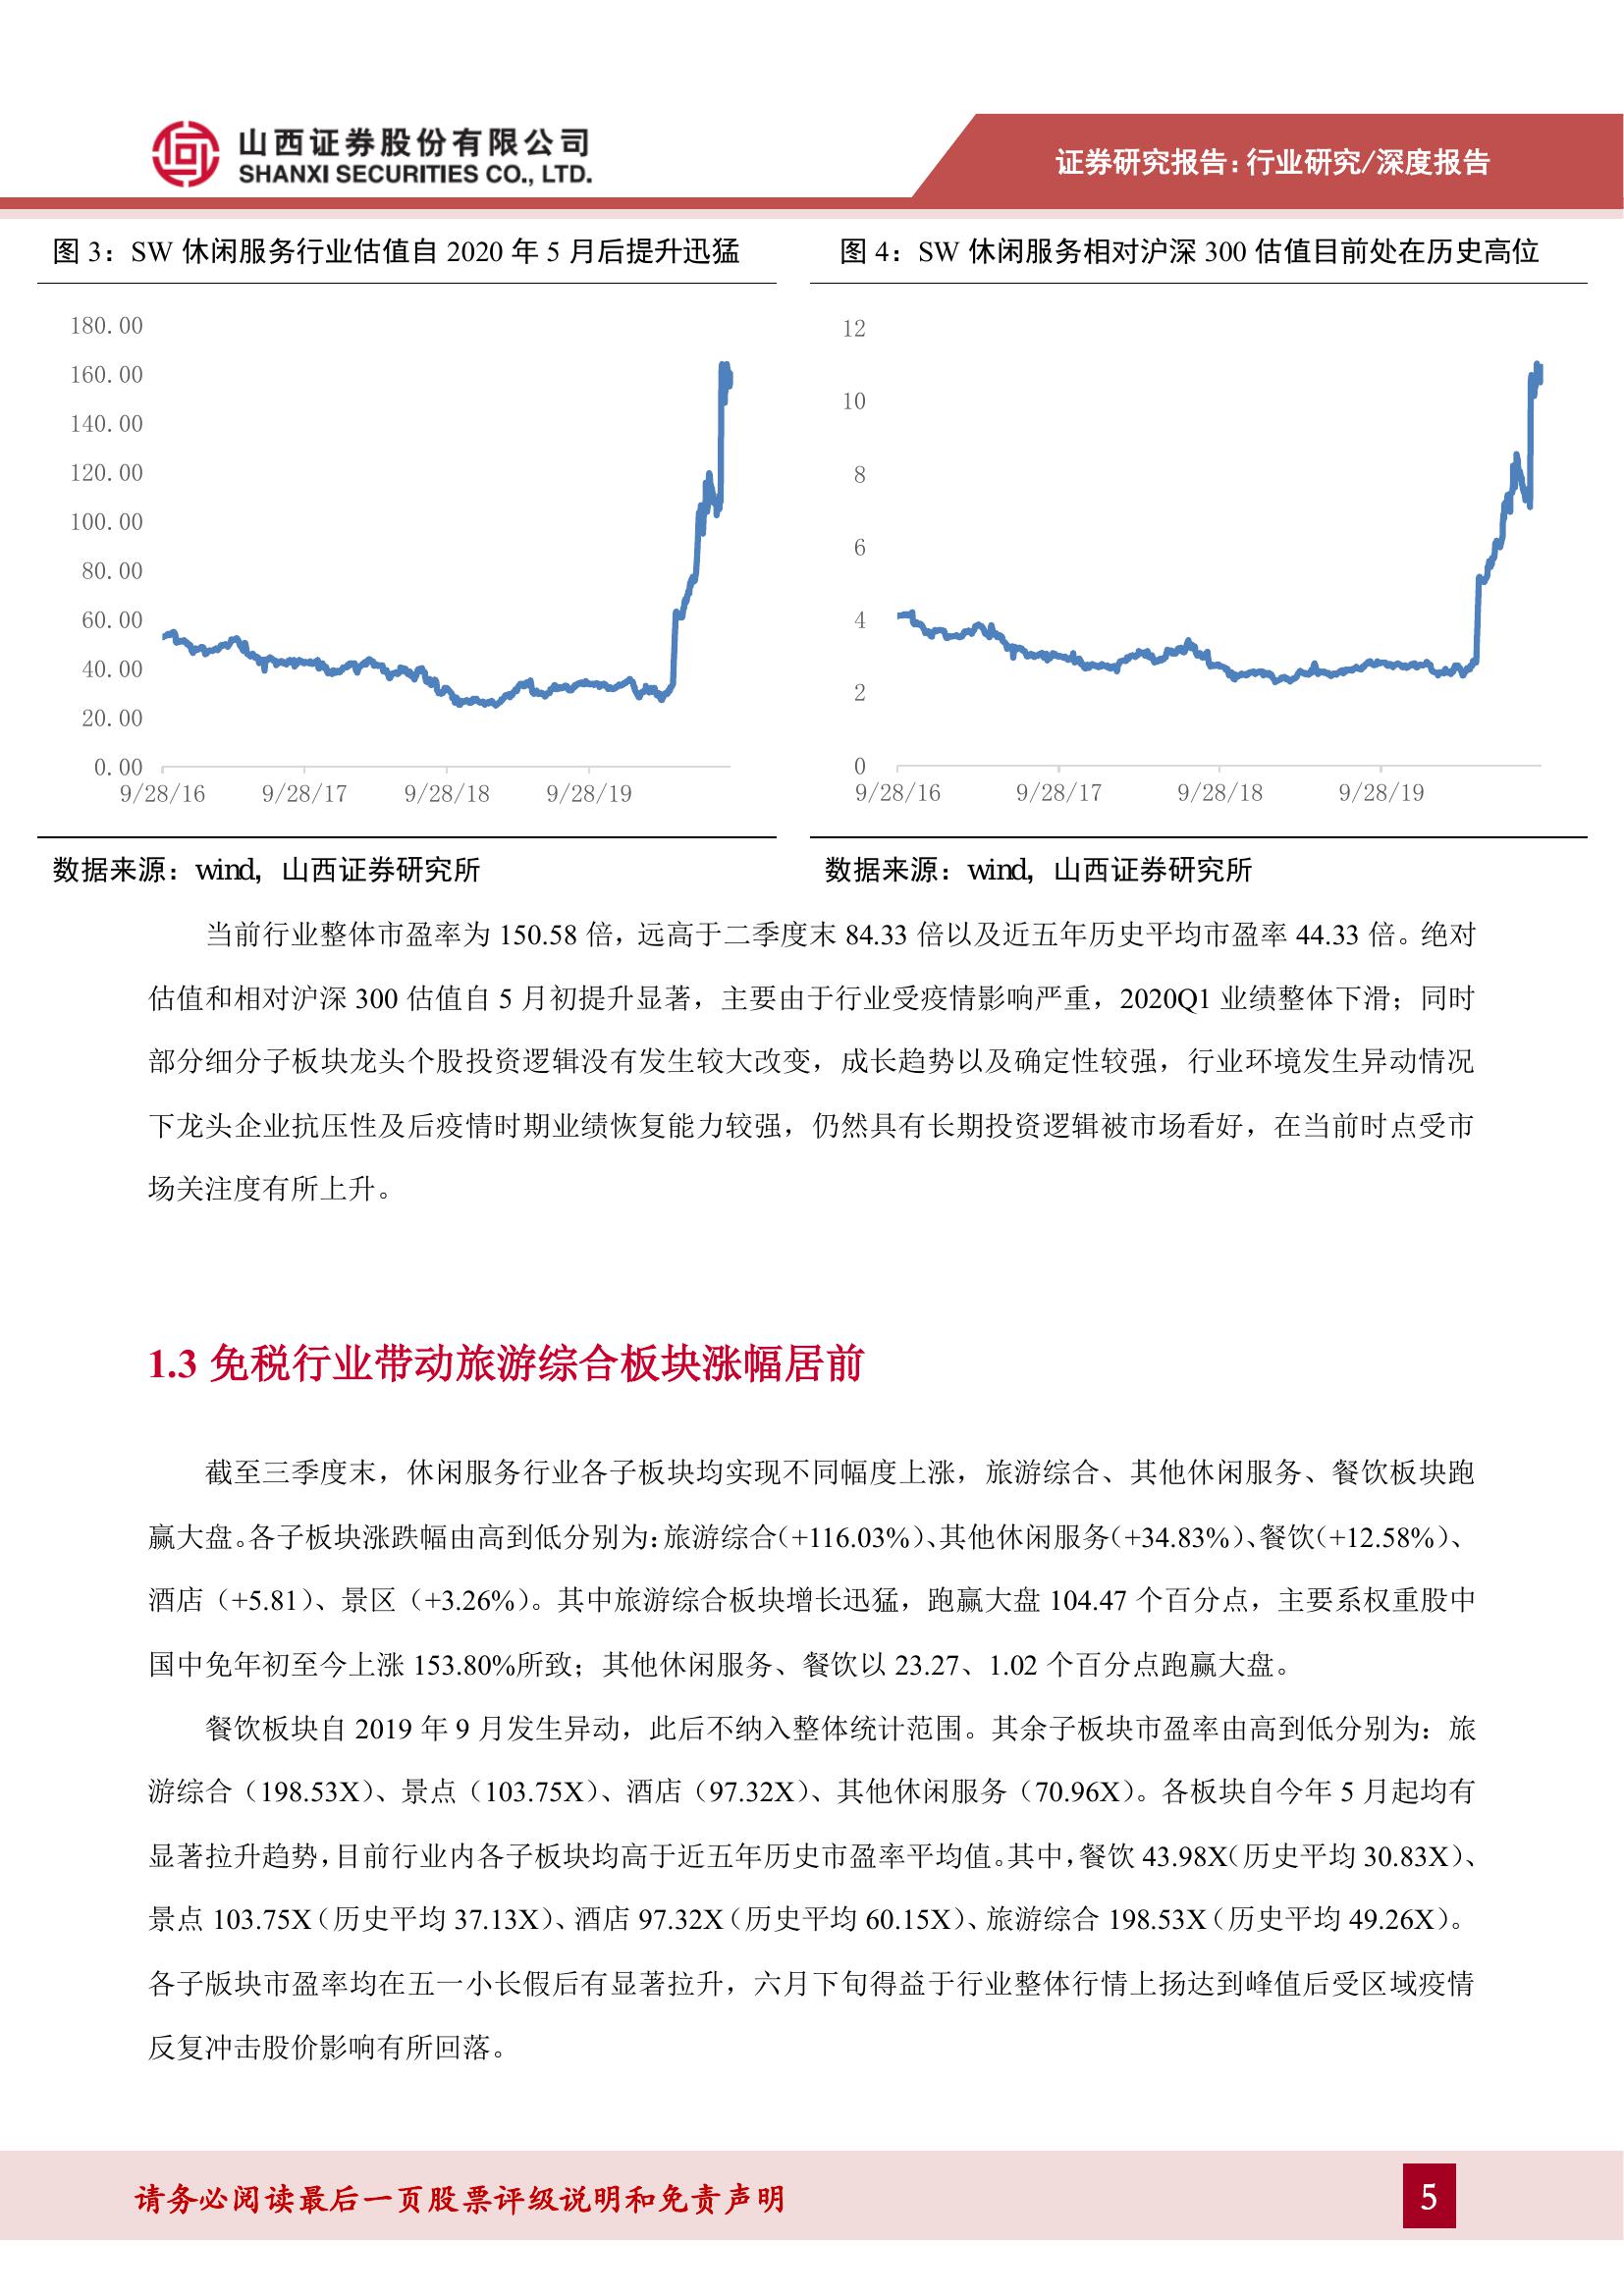 山西证券股份有限公司
SHANXI SECURITIES CO., LTD.
证券研究报告：行业研究/深度报告
图 3：SW 休闲服务行业估值自 2020 年 5 月后提升迅猛
图 4：SW 休闲服务相对沪深 300 估值目前处在历史高位
180.00
160.00
140.00
120.00
100.00
80.00
60.00
40.00
20.00
0.00
9/28/16 9/28/17 9/28/18 9/28/19
12
10
8
6
4
2
0
9/28/16 9/28/17 9/28/18 9/28/19
数据来源：wind，山西证券研究所
数据来源：wind，山西证券研究所
当前行业整体市盈率为 150.58 倍，远高于二季度末 84.33 倍以及近五年历史平均市盈率 44.33 倍。绝对
估值和相对沪深 300 估值自 5 月初提升显著，主要由于行业受疫情影响严重，2020Q1 业绩整体下滑；同时
部分细分子板块龙头个股投资逻辑没有发生较大改变，成长趋势以及确定性较强，行业环境发生异动情况
下龙头企业抗压性及后疫情时期业绩恢复能力较强，仍然具有长期投资逻辑被市场看好，在当前时点受市
场关注度有所上升。
1.3 免税行业带动旅游综合板块涨幅居前
截至三季度末，休闲服务行业各子板块均实现不同幅度上涨，旅游综合、其他休闲服务、餐饮板块跑
赢大盘。各子板块涨跌幅由高到低分别为：旅游综合（+116.03%）、其他休闲服务（+34.83%）、餐饮（+12.58%）、
酒店（+5.81）、景区（+3.26%）。其中旅游综合板块增长迅猛，跑赢大盘 104.47 个百分点，主要系权重股中
国中免年初至今上涨 153.80%所致；其他休闲服务、餐饮以 23.27、1.02 个百分点跑赢大盘。
餐饮板块自 2019 年 9 月发生异动，此后不纳入整体统计范围。其余子板块市盈率由高到低分别为：旅
游综合（198.53X）、景点（103.75X）、酒店（97.32X）、其他休闲服务（70.96X）。各板块自今年 5 月起均有
显著拉升趋势，目前行业内各子板块均高于近五年历史市盈率平均值。其中，餐饮 43.98X（历史平均 30.83X）、
景点 103.75X（历史平均 37.13X）、酒店 97.32X（历史平均 60.15X）、旅游综合 198.53X（历史平均 49.26X）。
各子版块市盈率均在五一小长假后有显著拉升，六月下旬得益于行业整体行情上扬达到峰值后受区域疫情
反复冲击股价影响有所回落。
请务必阅读最后一页股票评级说明和免责声明
5